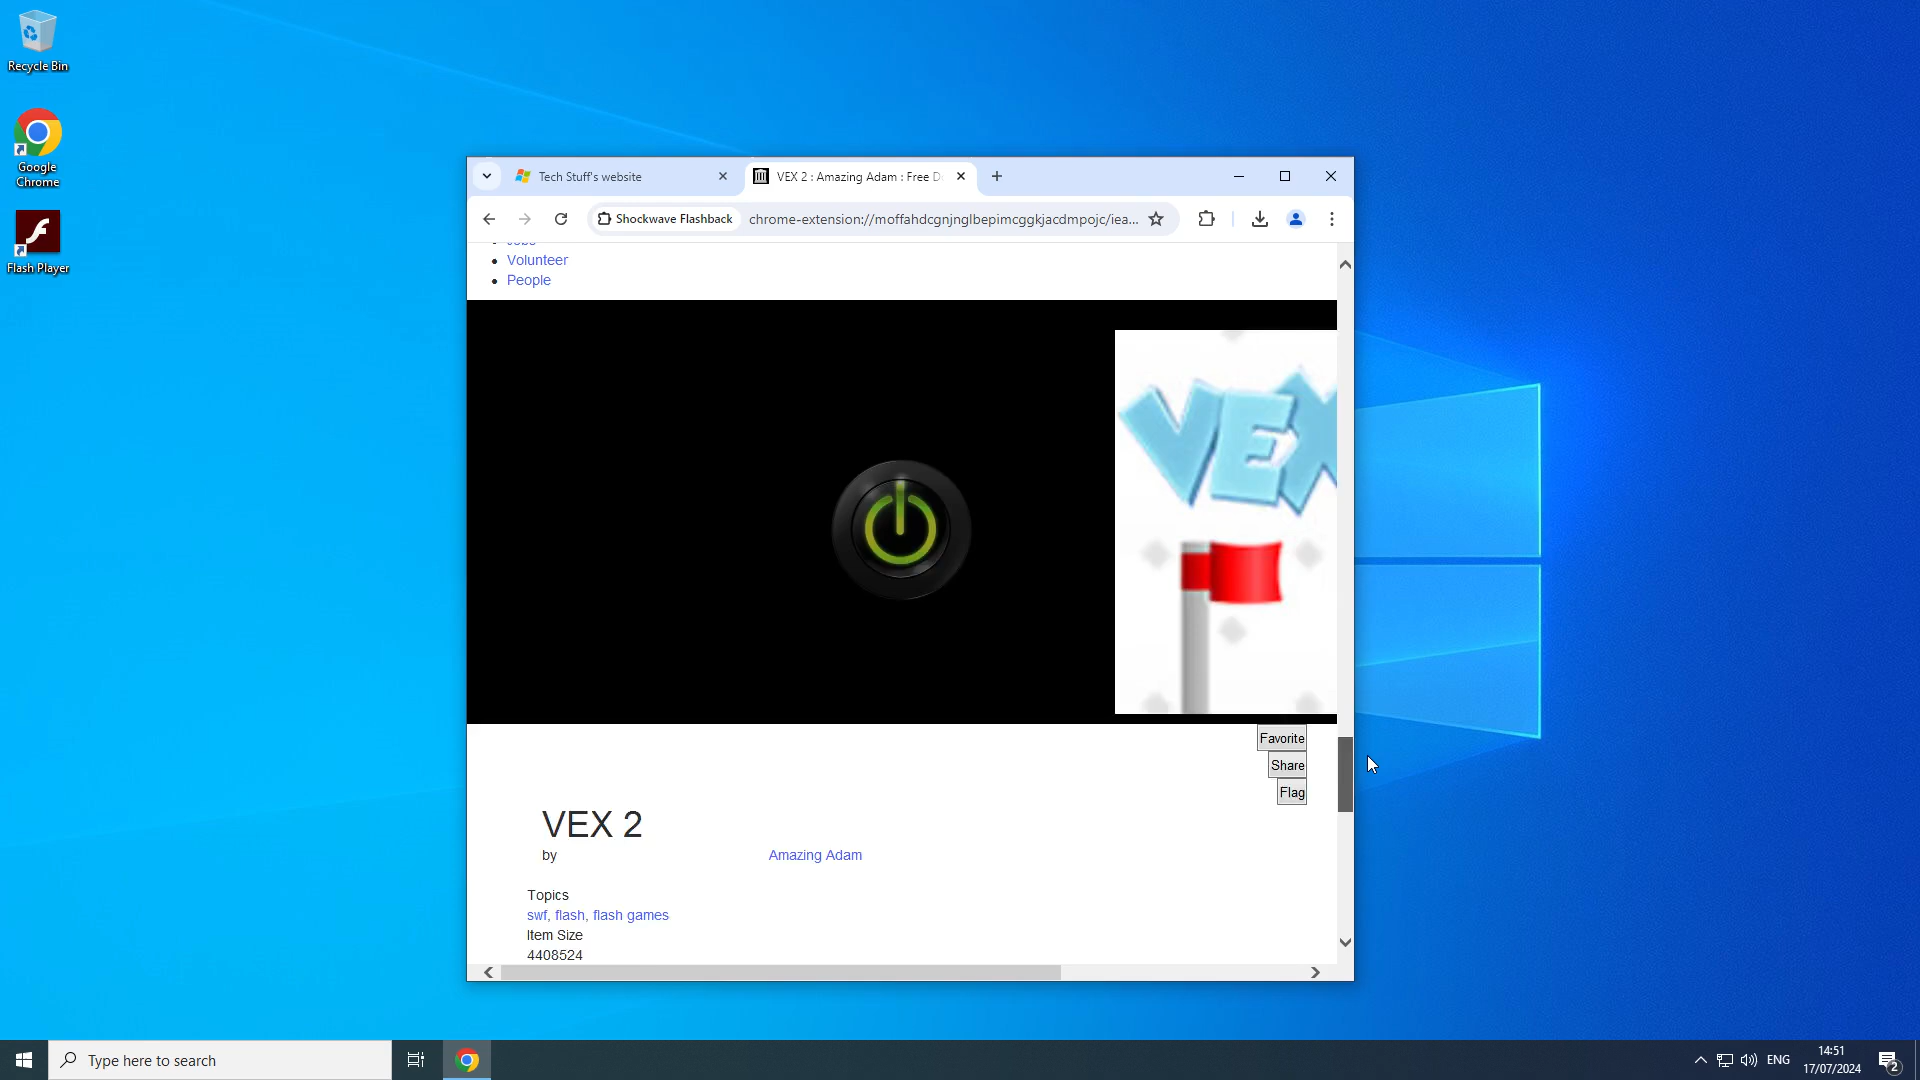 Recycle Bin
Google
Chrome
Flash Player
Tech Stuff's website
VEX 2 : Amazing Adam : Free D
Shockwave Flashback
chrome-extension://moffahdcgnjnglbepimcggkjacdmpojc/iea...
Jobs
Volunteer
People
VEX
Favorite
Share
Flag
VEX 2
by Amazing Adam
Topics
swf, flash, flash games
Item Size
4408524
Type here to search
ENG
14:51
17/07/2024
2